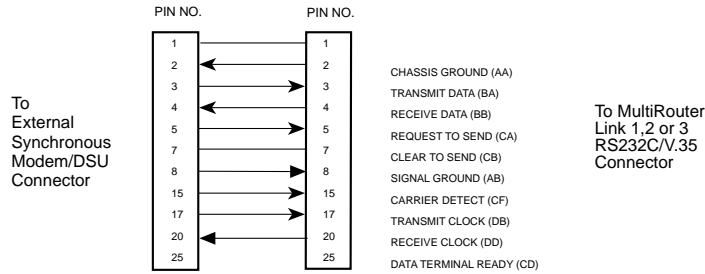 PIN NO. PIN NO.
1 1
2 2
CHASSIS GROUND (AA)
3 3
TRANSMIT DATA (BA)
4 4
RECEIVE DATA (BB)
5 5
REQUEST TO SEND (CA)
7 7
CLEAR TO SEND (CB)
8 8
SIGNAL GROUND (AB)
15 15
CARRIER DETECT (CF)
17 17
TRANSMIT CLOCK (DB)
20 20
RECEIVE CLOCK (DD)
25 25
DATA TERMINAL READY (CD)
To
External
Synchronous
Modem/DSU
Connector
To MultiRouter
Link 1,2 or 3
RS232C/V.35
Connector